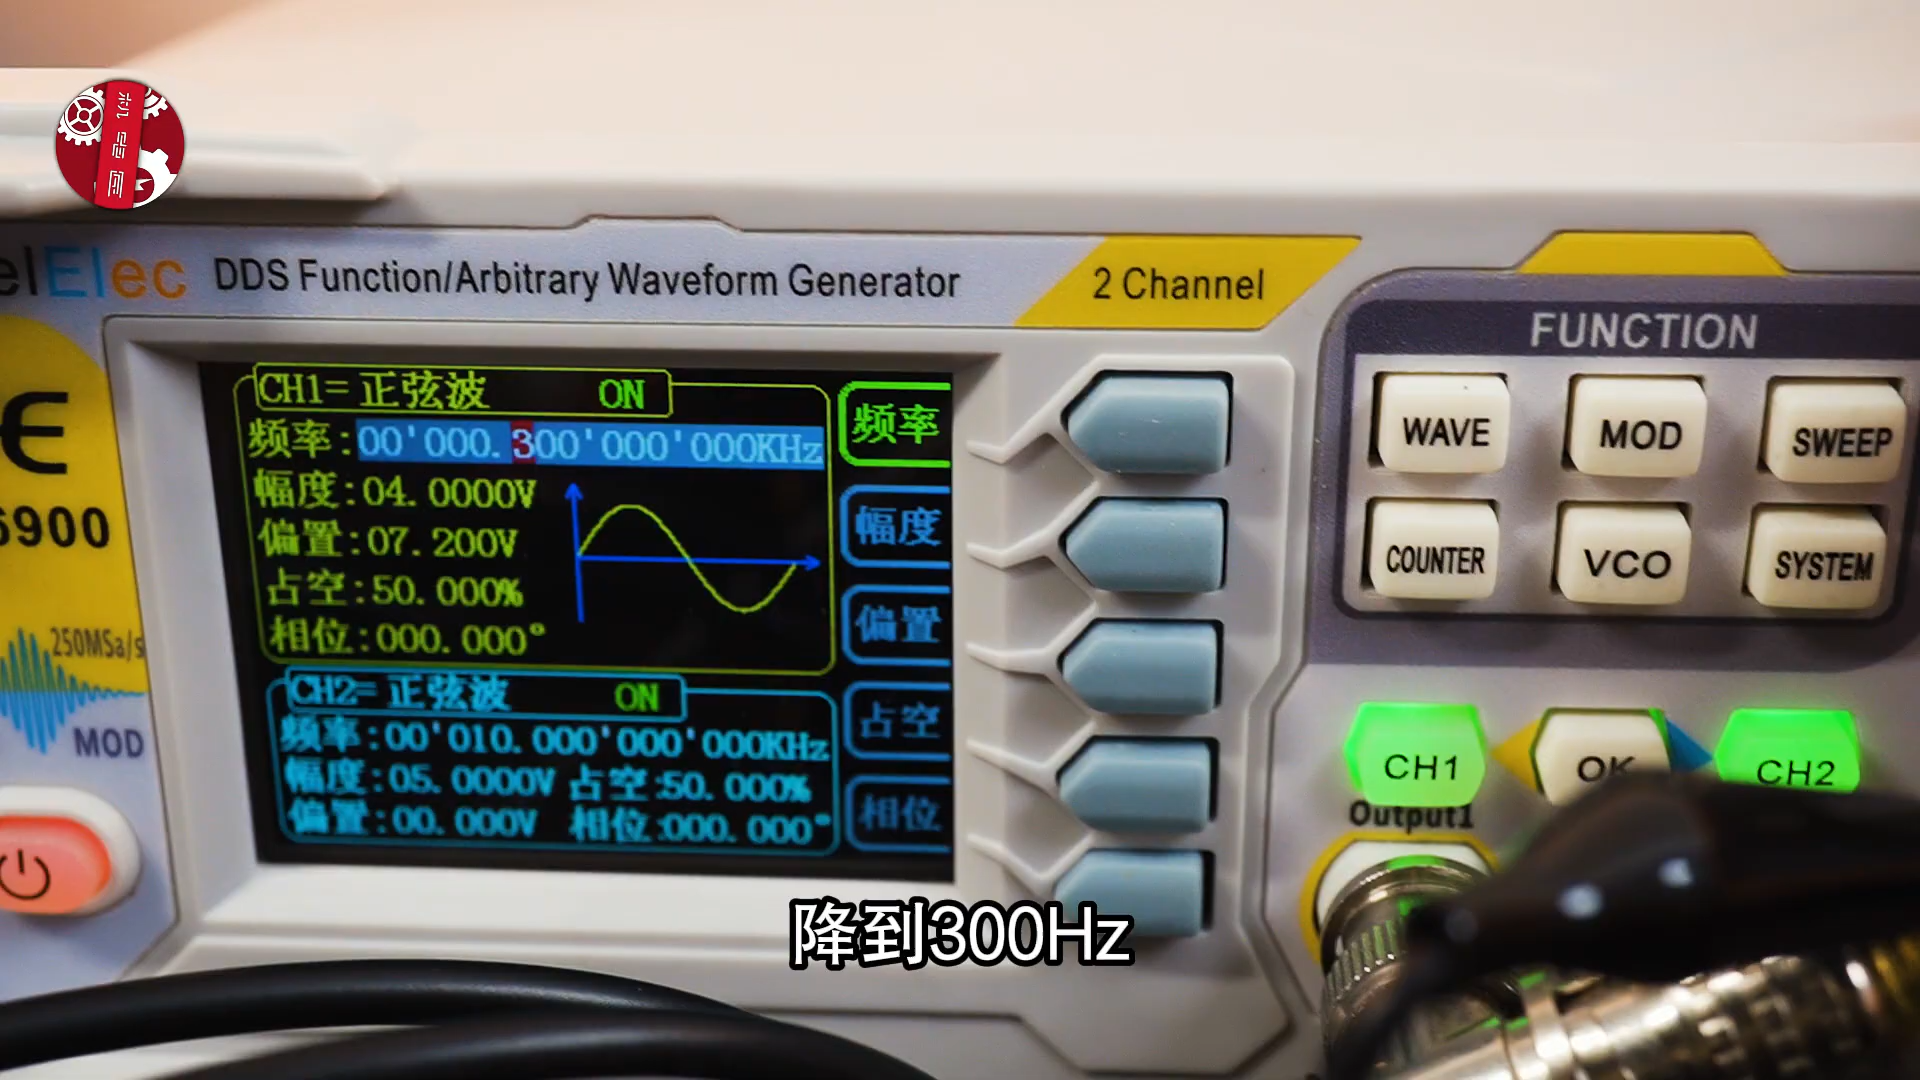 elElec DDS Function/Arbitrary Waveform Generator 2 Channel
FUNCTION
CH1= 正弦波 ON
频率:00'000.300'000'000KHz
幅度:04.0000V
偏置:07.200V
占空:50.000%
相位:000.000°
CH2= 正弦波 ON
频率:00'010.000'000'000KHz
幅度:05.0000V 占空:50.000%
偏置:00.000V 相位:000.000°
频率
幅度
偏置
占空
相位
WAVE MOD SWEEP
COUNTER VCO SYSTEM
6900
250MSa/s
MOD
CH1 OK CH2
Output1
降到300Hz